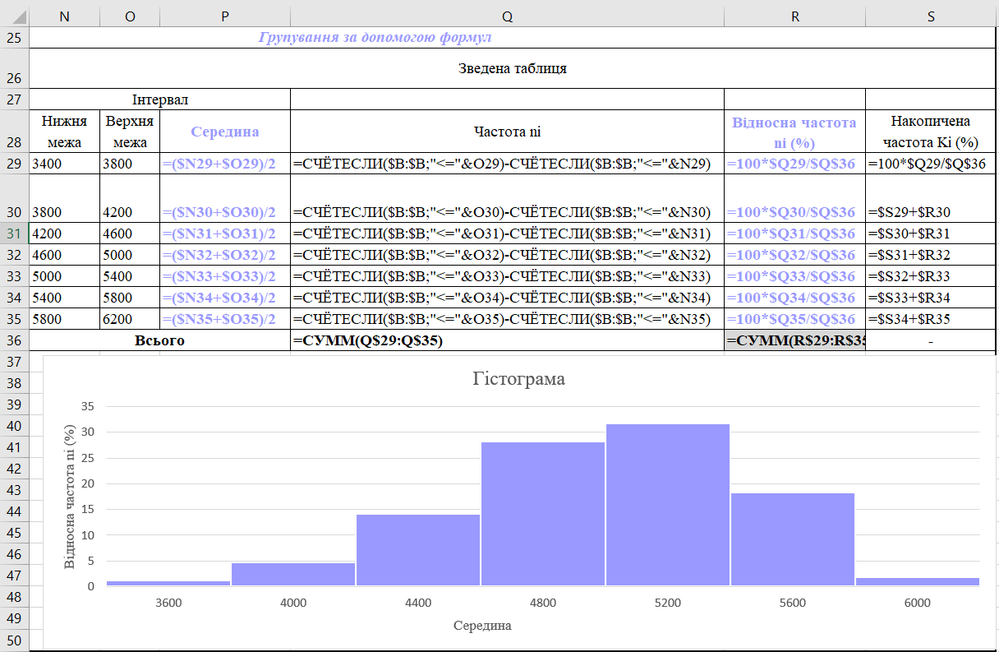 N O P Q R S
25 Групування за допомогою формул
26 Зведена таблиця
27 Інтервал
28 Нижня межа Верхня межа Середина Частота ni Відносна частота ni (%) Накопичена частота Ki (%)
29 3400 3800 =($N29+$O29)/2 =СЧЁТЕСЛИ($B:$B;"<="&O29)-СЧЁТЕСЛИ($B:$B;"<="&N29) =100*$Q29/$Q$36 =100*$Q29/$Q$36
30 3800 4200 =($N30+$O30)/2 =СЧЁТЕСЛИ($B:$B;"<="&O30)-СЧЁТЕСЛИ($B:$B;"<="&N30) =100*$Q30/$Q$36 =$S29+$R30
31 4200 4600 =($N31+$O31)/2 =СЧЁТЕСЛИ($B:$B;"<="&O31)-СЧЁТЕСЛИ($B:$B;"<="&N31) =100*$Q31/$Q$36 =$S30+$R31
32 4600 5000 =($N32+$O32)/2 =СЧЁТЕСЛИ($B:$B;"<="&O32)-СЧЁТЕСЛИ($B:$B;"<="&N32) =100*$Q32/$Q$36 =$S31+$R32
33 5000 5400 =($N33+$O33)/2 =СЧЁТЕСЛИ($B:$B;"<="&O33)-СЧЁТЕСЛИ($B:$B;"<="&N33) =100*$Q33/$Q$36 =$S32+$R33
34 5400 5800 =($N34+$O34)/2 =СЧЁТЕСЛИ($B:$B;"<="&O34)-СЧЁТЕСЛИ($B:$B;"<="&N34) =100*$Q34/$Q$36 =$S33+$R34
35 5800 6200 =($N35+$O35)/2 =СЧЁТЕСЛИ($B:$B;"<="&O35)-СЧЁТЕСЛИ($B:$B;"<="&N35) =100*$Q35/$Q$36 =$S34+$R35
36 Всього =СУММ(Q$29:Q$35) =СУММ(R$29:R$35 -
37
38 Гістограма
39
40
41
42
43
44
45
46
47
48
49
50
Відносна частота ni (%)
35
30
25
20
15
10
5
0
3600 4000 4400 4800 5200 5600 6000
Середина